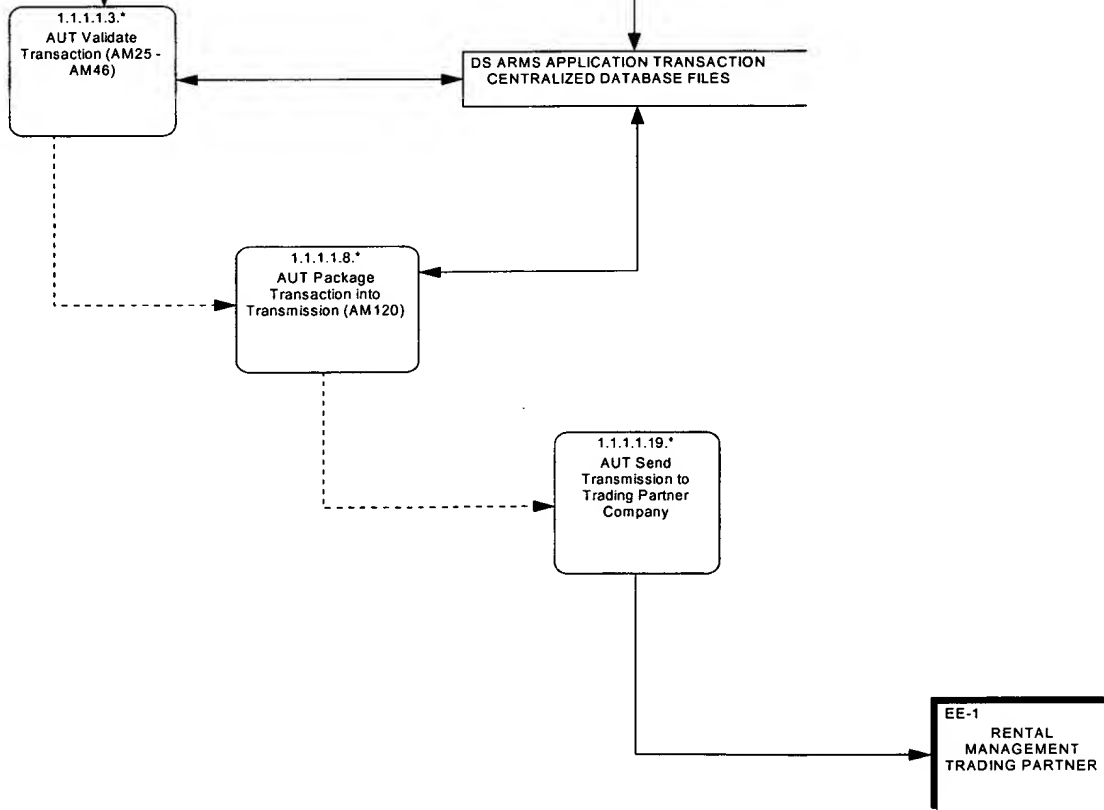 1.1.1.1.3.*
AUT Validate
Transaction (AM25 -
AM46)
DS ARMS APPLICATION TRANSACTION
CENTRALIZED DATABASE FILES
1.1.1.1.8.*
AUT Package
Transaction into
Transmission (AM120)
1.1.1.1.19.*
AUT Send
Transmission to
Trading Partner
Company
EE-1
RENTAL
MANAGEMENT
TRADING PARTNER